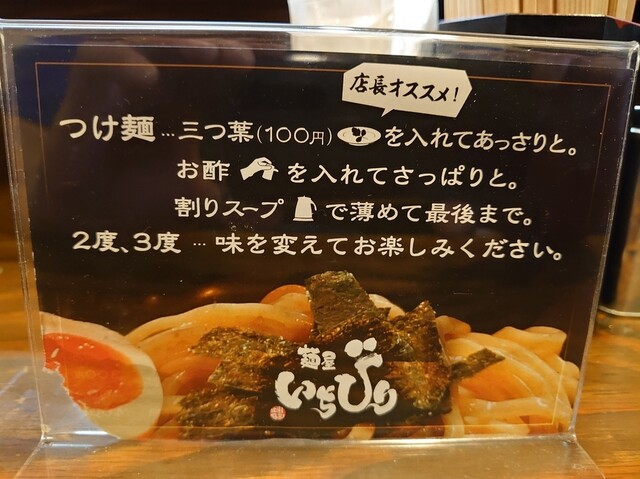 店長オススメ!
つけ麺…三つ葉(100円)を入れてあっさりと。
お酢を入れてさっぱりと。
割りスープで薄めて最後まで。
2度、3度…味を変えてお楽しみください。
麺屋
いちびり